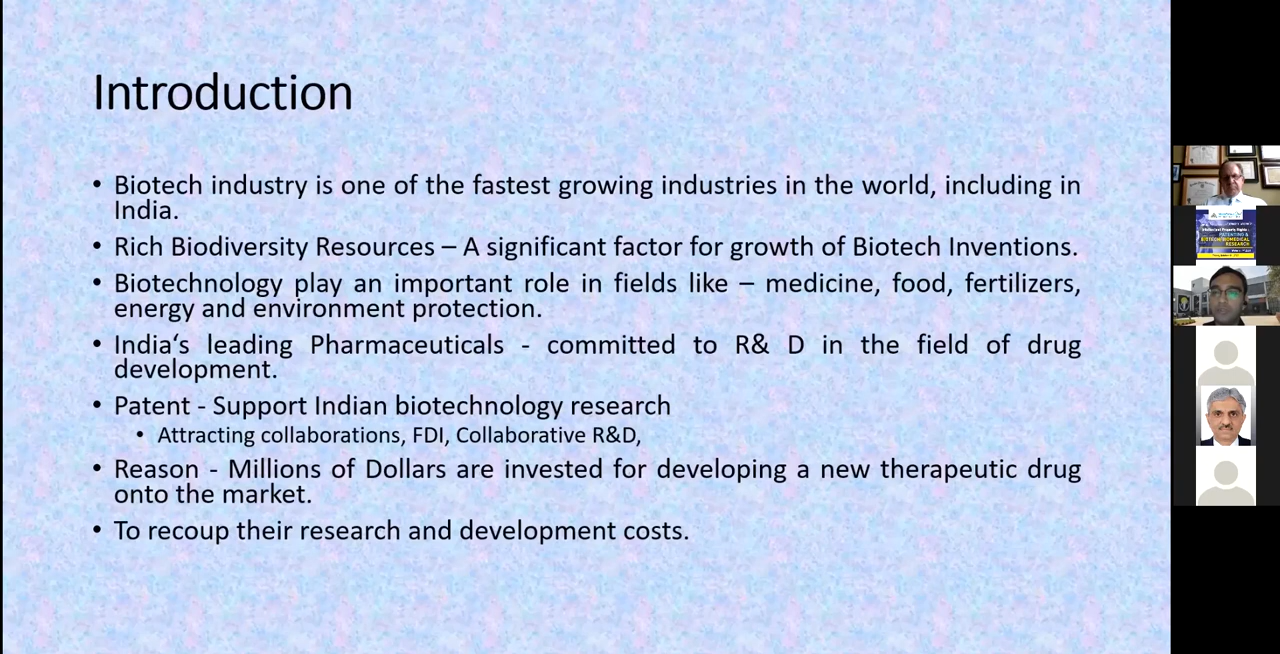 Introduction
• Biotech industry is one of the fastest growing industries in the world, including in
India.
• Rich Biodiversity Resources – A significant factor for growth of Biotech Inventions.
• Biotechnology play an important role in fields like – medicine, food, fertilizers,
energy and environment protection.
• India‘s leading Pharmaceuticals - committed to R& D in the field of drug
development.
• Patent - Support Indian biotechnology research
• Attracting collaborations, FDI, Collaborative R&D,
• Reason - Millions of Dollars are invested for developing a new therapeutic drug
onto the market.
• To recoup their research and development costs.
PATENTING &
BIOTECH/BIOMEDICAL
RESEARCH